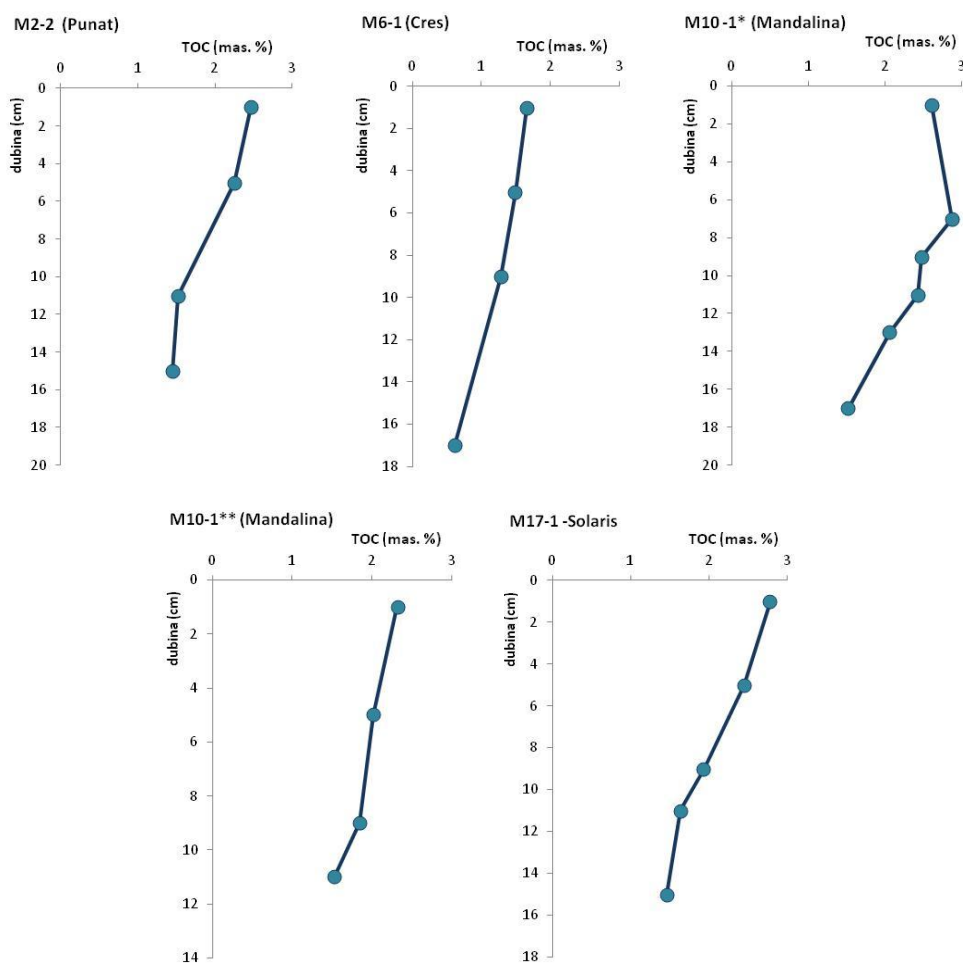 M2-2 (Punat)
TOC (mas. %)
0 1 2 3
dubina (cm)
0
2
4
6
8
10
12
14
16
18
20
M6-1 (Cres)
TOC (mas. %)
0 1 2 3
dubina (cm)
0
2
4
6
8
10
12
14
16
18
M10-1* (Mandalina)
TOC (mas. %)
0 1 2 3
dubina (cm)
0
2
4
6
8
10
12
14
16
18
20
M10-1** (Mandalina)
TOC (mas. %)
0 1 2 3
dubina (cm)
0
2
4
6
8
10
12
14
M17-1 -Solaris
TOC (mas. %)
0 1 2 3
dubina (cm)
0
2
4
6
8
10
12
14
16
18